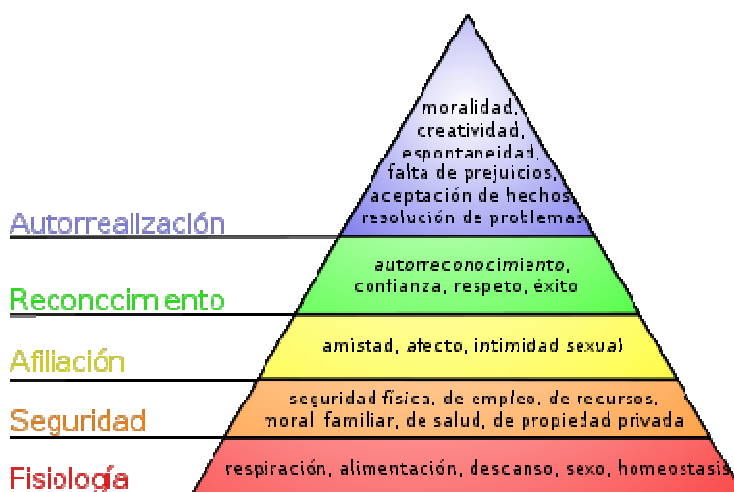 moralidad,
creatividad,
espontaneidad,
falta de prejuicios,
aceptación de hechos,
resolución de problemas
Autorrealización
autorreconocimiento,
confianza, respeto, éxito
Reconocimiento
amistad, afecto, intimidad sexual
Afiliación
seguridad física, de empleo, de recursos,
moral, familiar, de salud, de propiedad privada
Seguridad
respiración, alimentación, descanso, sexo, homeostasis
Fisiología